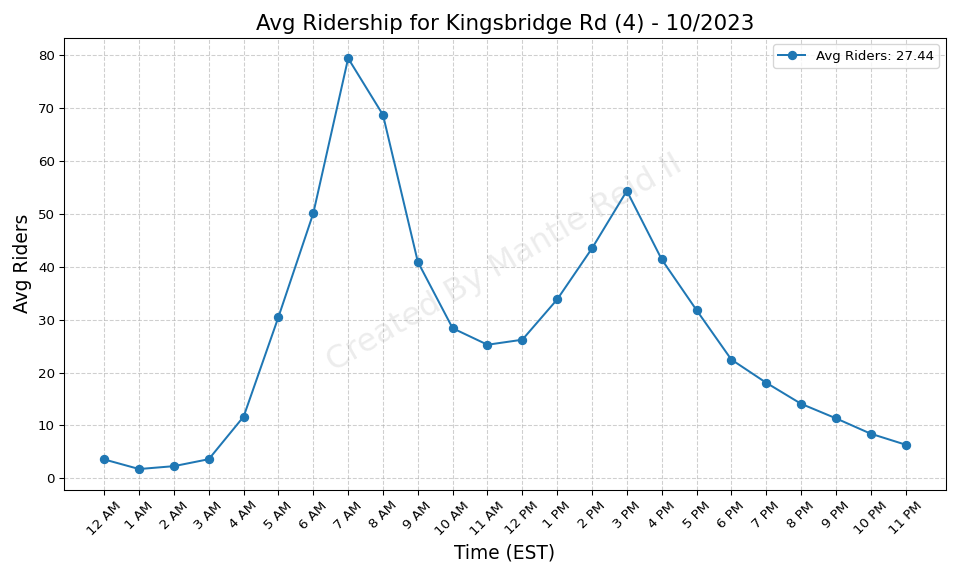 Avg Ridership for Kingsbridge Rd (4) - 10/2023
Avg Riders: 27.44
80
70
60
50
40
30
20
10
0
Avg Riders
Created By Mantie Reid II
12 AM
1 AM
2 AM
3 AM
4 AM
5 AM
6 AM
7 AM
8 AM
9 AM
10 AM
11 AM
12 PM
1 PM
2 PM
3 PM
4 PM
5 PM
6 PM
7 PM
8 PM
9 PM
10 PM
11 PM
Time (EST)